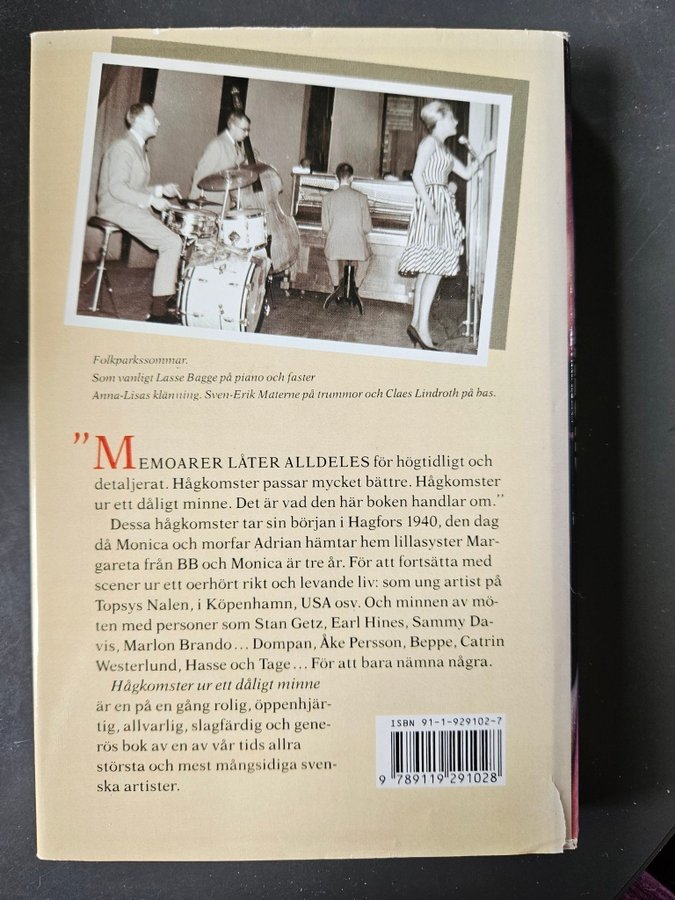 Folkparkssommar.
Som vanligt Lasse Bagge på piano och faster
Anna-Lisas klänning. Sven-Erik Materne på trummor och Claes Lindroth på bas.
”MEMOARER LÅTER ALLDELES för högtidligt och
detaljerat. Hågkomster passar mycket bättre. Hågkomster
ur ett dåligt minne. Det är vad den här boken handlar om.”
Dessa hågkomster tar sin början i Hagfors 1940, den dag
då Monica och morfar Adrian hämtar hem lillasyster Mar-
gareta från BB och Monica är tre år. För att fortsätta med
scener ur ett oerhört rikt och levande liv: som ung artist på
Topsys Nalen, i Köpenhamn, USA osv. Och minnen av mö-
ten med personer som Stan Getz, Earl Hines, Sammy Da-
vis, Marlon Brando... Dompan, Åke Persson, Beppe, Catrin
Westerlund, Hasse och Tage... För att bara nämna några.
Hågkomster ur ett dåligt minne
är en på en gång rolig, öppenhjär-
tig, allvarlig, slagfärdig och gene-
rös bok av en av vår tids allra
största och mest mångsidiga sven-
ska artister.
ISBN 91-1-929102-7
9 789119 291028